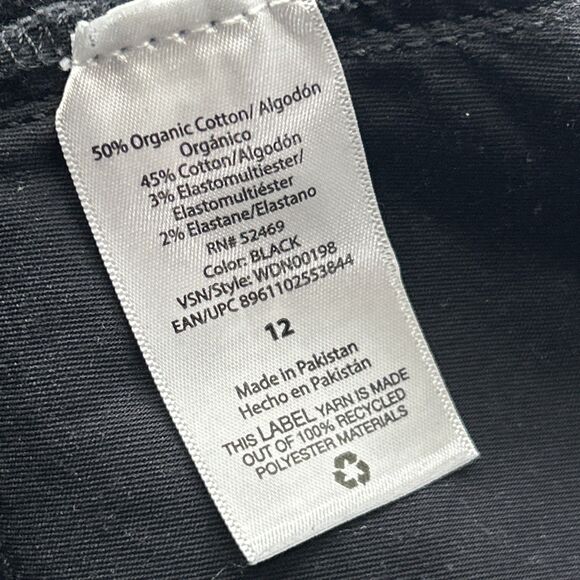 50% Organic Cotton/ Algodón
Orgánico
45% Cotton/Algodón
3% Elastomultiester/
Elastomultiéster
2% Elastane/Elastano
RN# 52469
Color: BLACK
VSN/Style: WDN00198
EAN/UPC 8961102553844
12
Made in Pakistan
Hecho en Pakistán
THIS LABEL YARN IS MADE
OUT OF 100% RECYCLED
POLYESTER MATERIALS